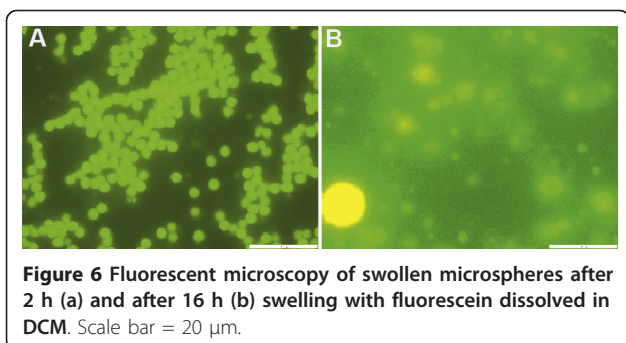 A B
Figure 6 Fluorescent microscopy of swollen microspheres after
2 h (a) and after 16 h (b) swelling with fluorescein dissolved in
DCM. Scale bar = 20 μm.